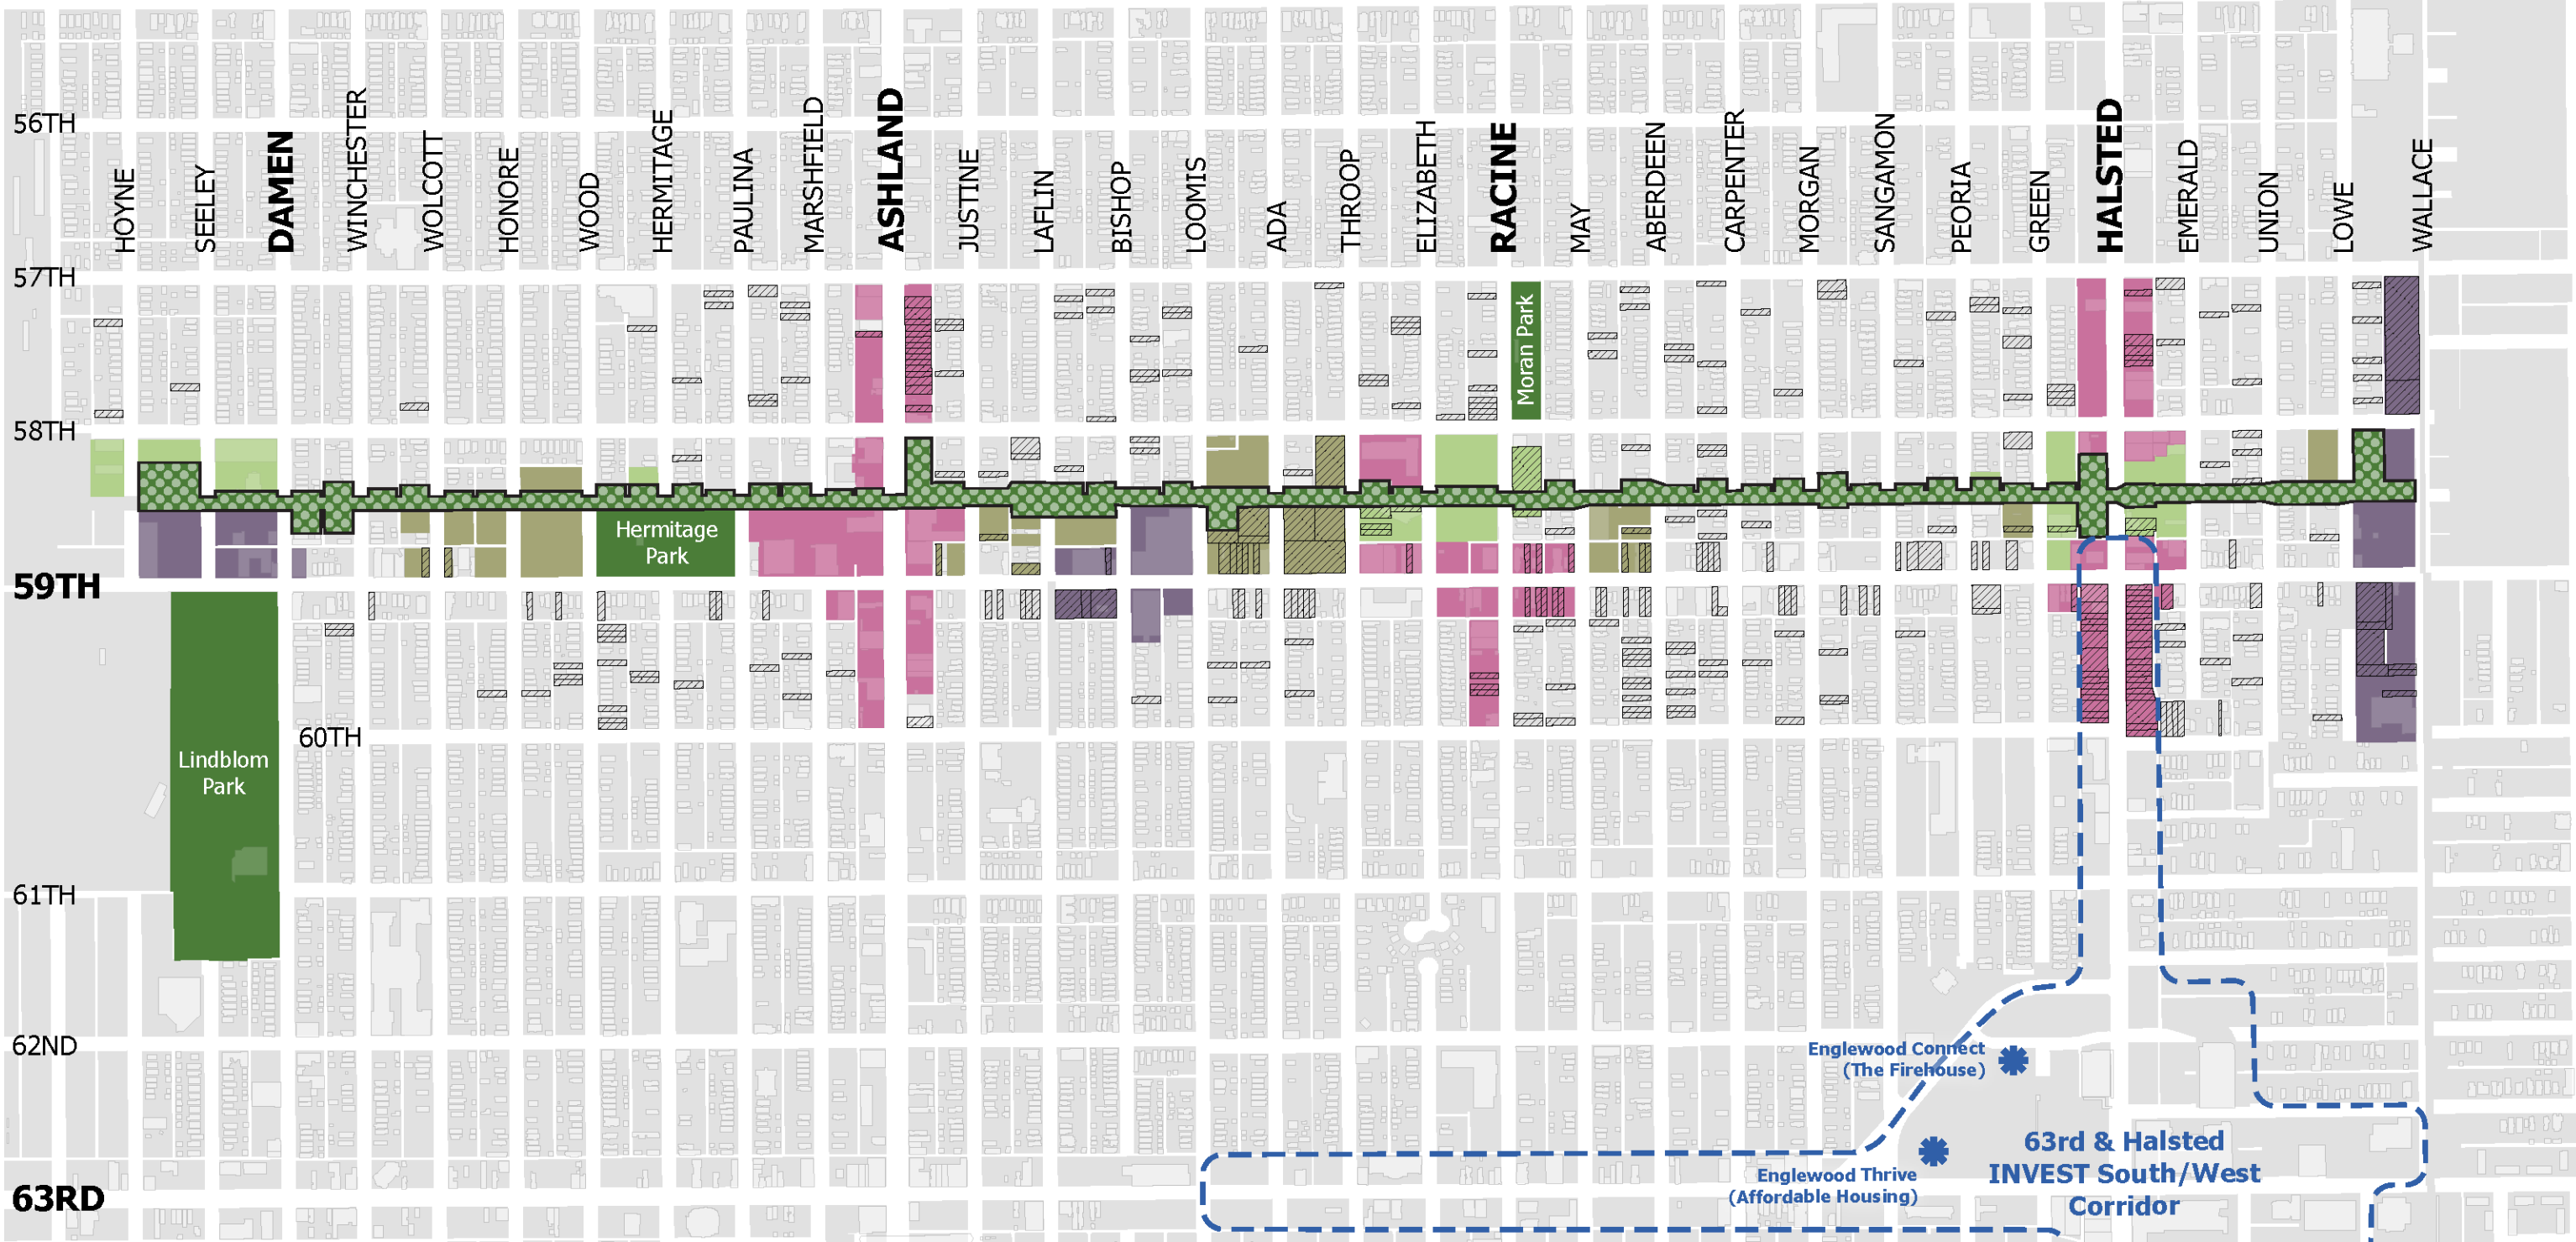 56TH
HOYNE
SEELEY
DAMEN
WINCHESTER
WOLCOTT
HONORE
WOOD
HERMITAGE
PAULINA
MARSHFIELD
ASHLAND
JUSTINE
LAFLIN
BISHOP
LOOMIS
ADA
THROOP
ELIZABETH
RACINE
MAY
ABERDEEN
CARPENTER
MORGAN
SANGAMON
PEORIA
GREEN
HALSTED
EMERALD
UNION
LOWE
WALLACE
57TH
Moran Park
58TH
Hermitage
Park
59TH
60TH
Lindblom
Park
61TH
62ND
Englewood Connect
(The Firehouse)
63rd & Halsted
INVEST South/West
Corridor
Englewood Thrive
(Affordable Housing)
63RD